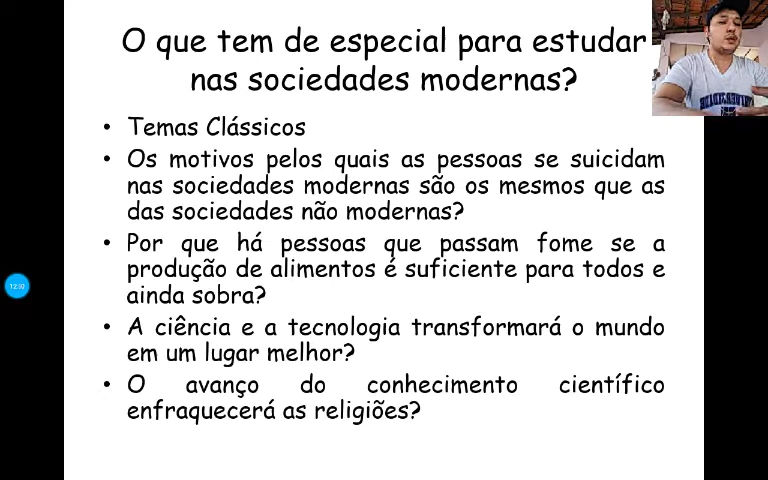 O que tem de especial para estudar
nas sociedades modernas?
• Temas Clássicos
• Os motivos pelos quais as pessoas se suicidam
nas sociedades modernas são os mesmos que as
das sociedades não modernas?
• Por que há pessoas que passam fome se a
produção de alimentos é suficiente para todos e
ainda sobra?
• A ciência e a tecnologia transformará o mundo
em um lugar melhor?
• O avanço do conhecimento científico
enfraquecerá as religiões?